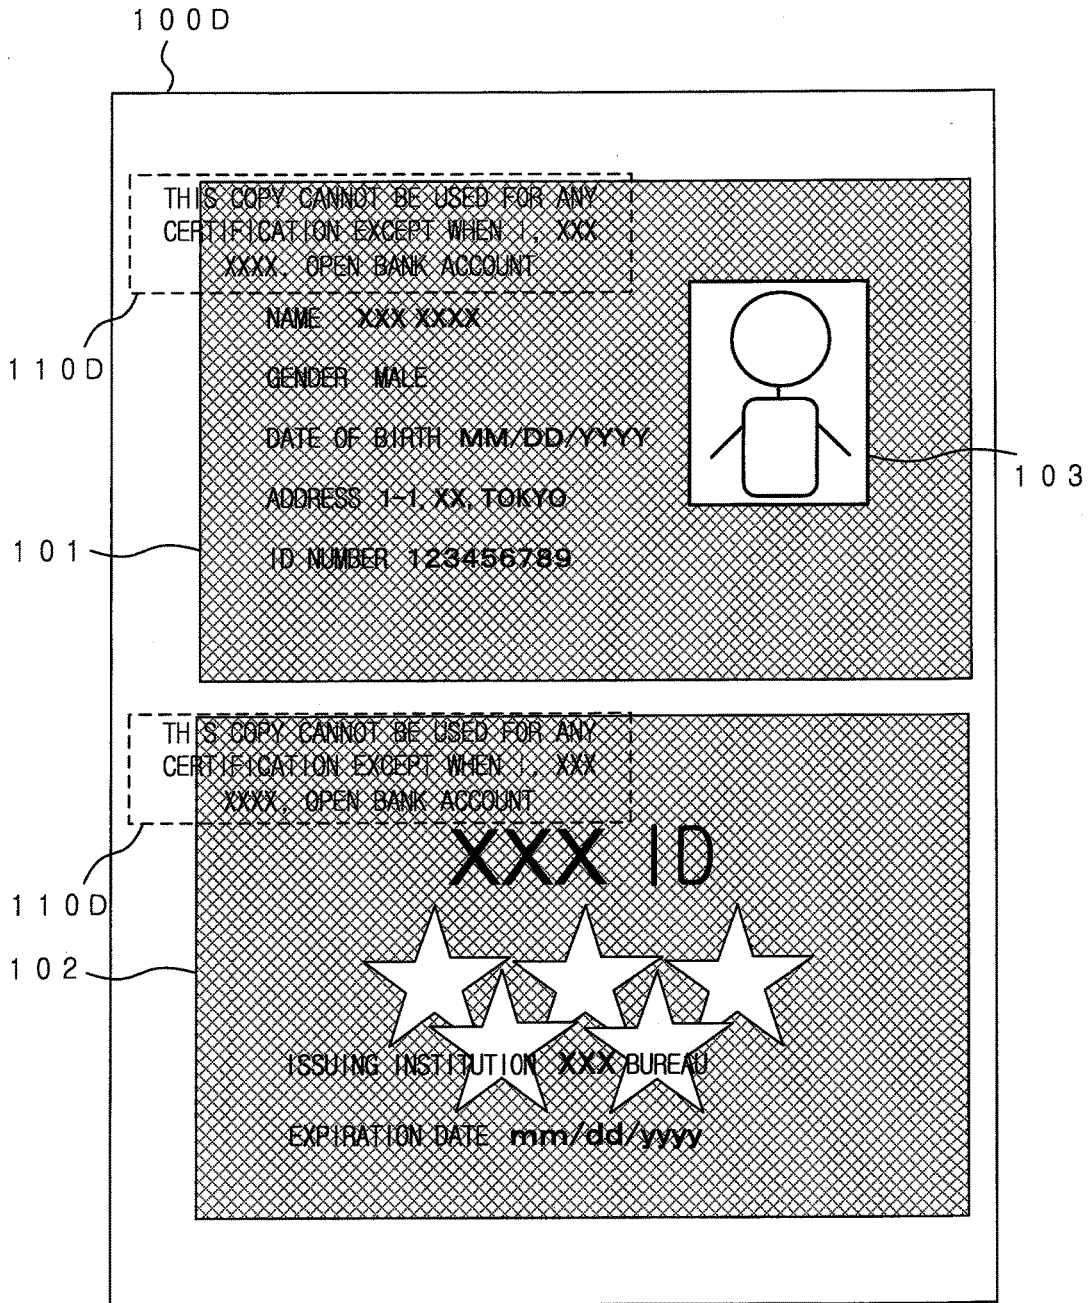 100D
THIS COPY CANNOT BE USED FOR ANY
CERTIFICATION EXCEPT WHEN I, XXX
XXXX, OPEN BANK ACCOUNT
NAME XXX XXXX
110D
GENDER MALE
DATE OF BIRTH MM/DD/YYYY
103
ADDRESS 1-1, XX, TOKYO
101
ID NUMBER 123456789
THIS COPY CANNOT BE USED FOR ANY
CERTIFICATION EXCEPT WHEN I, XXX
XXXX, OPEN BANK ACCOUNT
XXX ID
110D
102
ISSUING INSTITUTION XXX BUREAU
EXPIRATION DATE mm/dd/yyyy